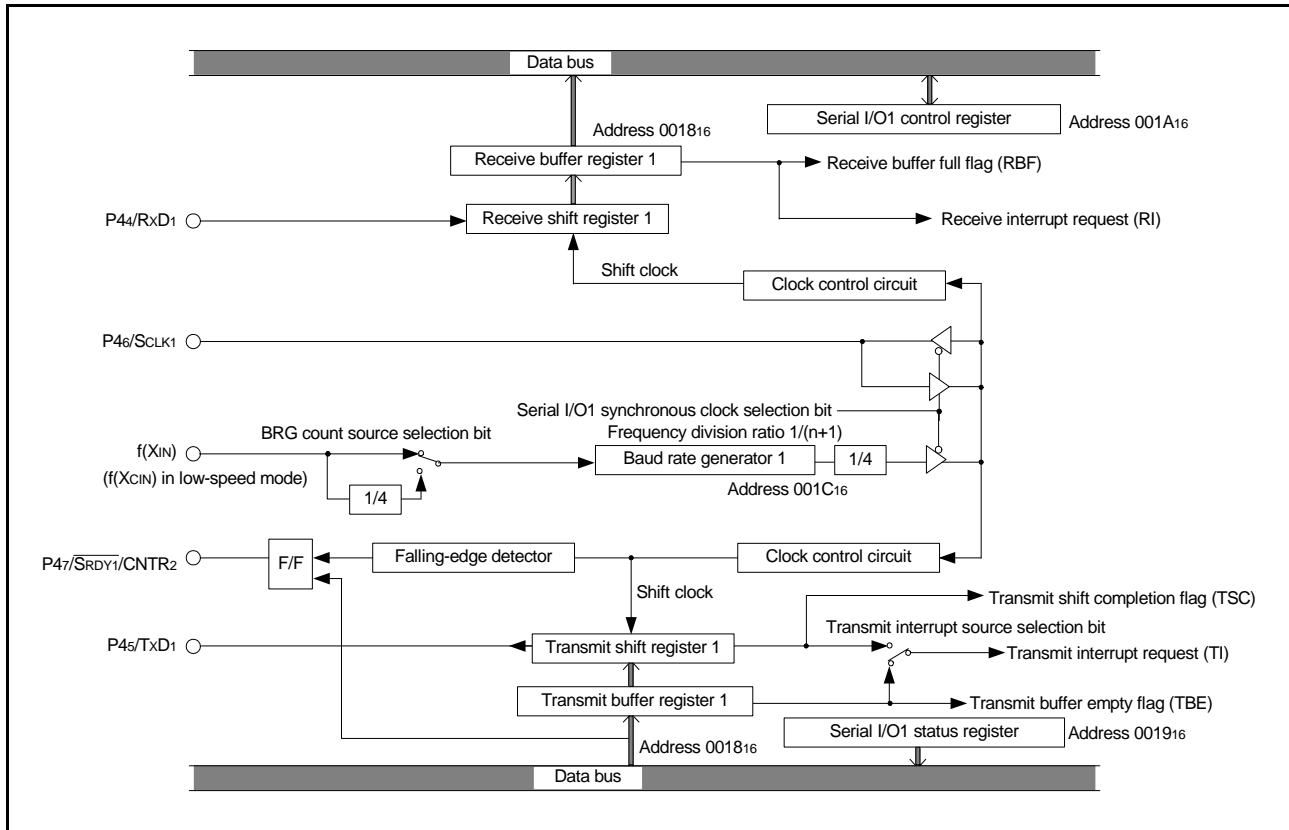 Data bus
Serial I/O1 control register
Address 001A16
Address 001816
Receive buffer register 1
Receive buffer full flag (RBF)
P44/RxD1
Receive shift register 1
Receive interrupt request (RI)
Shift clock
Clock control circuit
P46/SCLK1
Serial I/O1 synchronous clock selection bit
BRG count source selection bit
Frequency division ratio 1/(n+1)
f(XIN)
Baud rate generator 1
1/4
(f(XCIN) in low-speed mode)
1/4
Address 001C16
P47/SRDY1/CNTR2
F/F
Falling-edge detector
Clock control circuit
Shift clock
Transmit shift completion flag (TSC)
Transmit interrupt source selection bit
P45/TxD1
Transmit shift register 1
Transmit interrupt request (TI)
Transmit buffer register 1
Transmit buffer empty flag (TBE)
Address 001816
Serial I/O1 status register
Address 001916
Data bus